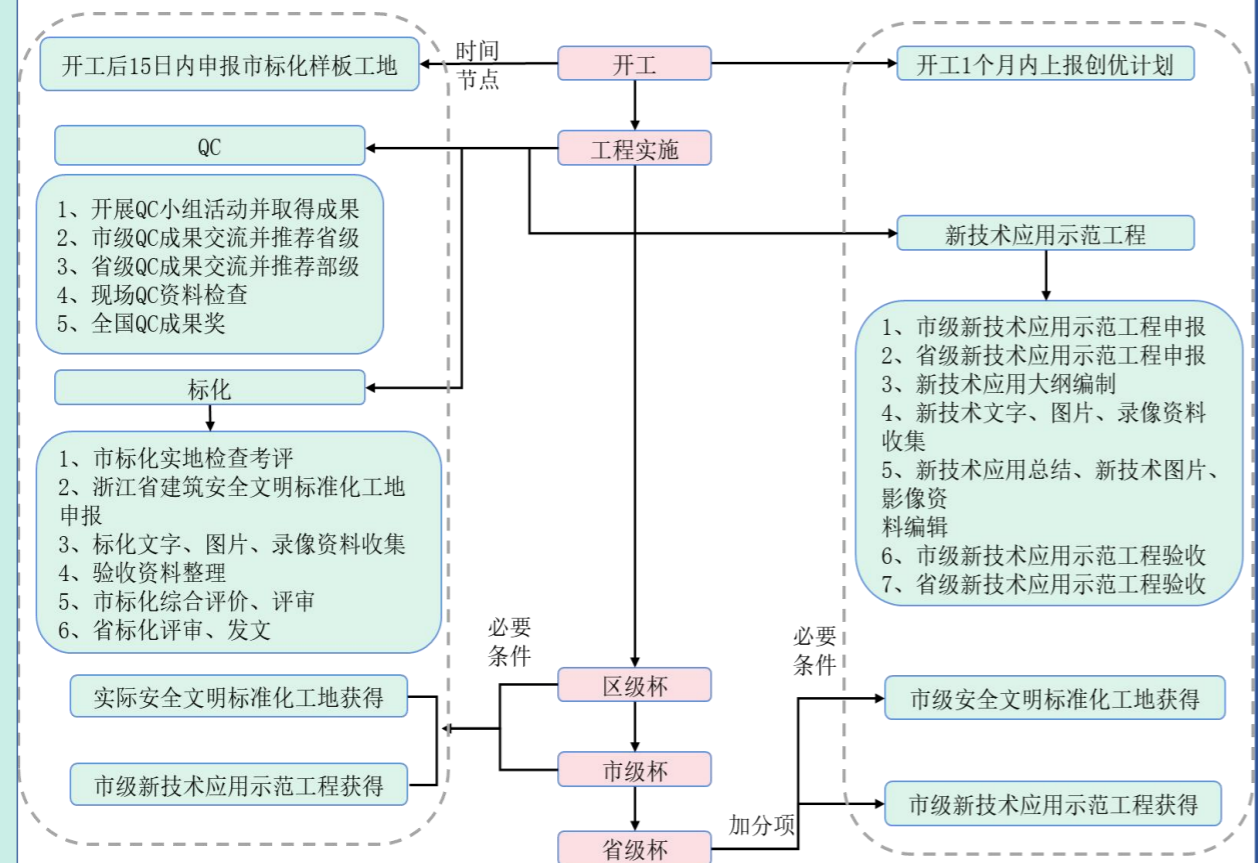 开工后15日内申报市标化样板工地
时间
节点
开工
开工1个月内上报创优计划
QC
工程实施
1、开展QC小组活动并取得成果
2、市级QC成果交流并推荐省级
3、省级QC成果交流并推荐部级
4、现场QC资料检查
5、全国QC成果奖
新技术应用示范工程
1、市级新技术应用示范工程申报
2、省级新技术应用示范工程申报
3、新技术应用大纲编制
4、新技术文字、图片、录像资料
收集
5、新技术应用总结、新技术图片、
影像资
料编辑
6、市级新技术应用示范工程验收
7、省级新技术应用示范工程验收
标化
1、市标化实地检查考评
2、浙江省建筑安全文明标准化工地
申报
3、标化文字、图片、录像资料收集
4、验收资料整理
5、市标化综合评价、评审
6、省标化评审、发文
必要
条件
必要
条件
实际安全文明标准化工地获得
区级杯
市级安全文明标准化工地获得
市级新技术应用示范工程获得
市级杯
市级新技术应用示范工程获得
加分项
省级杯